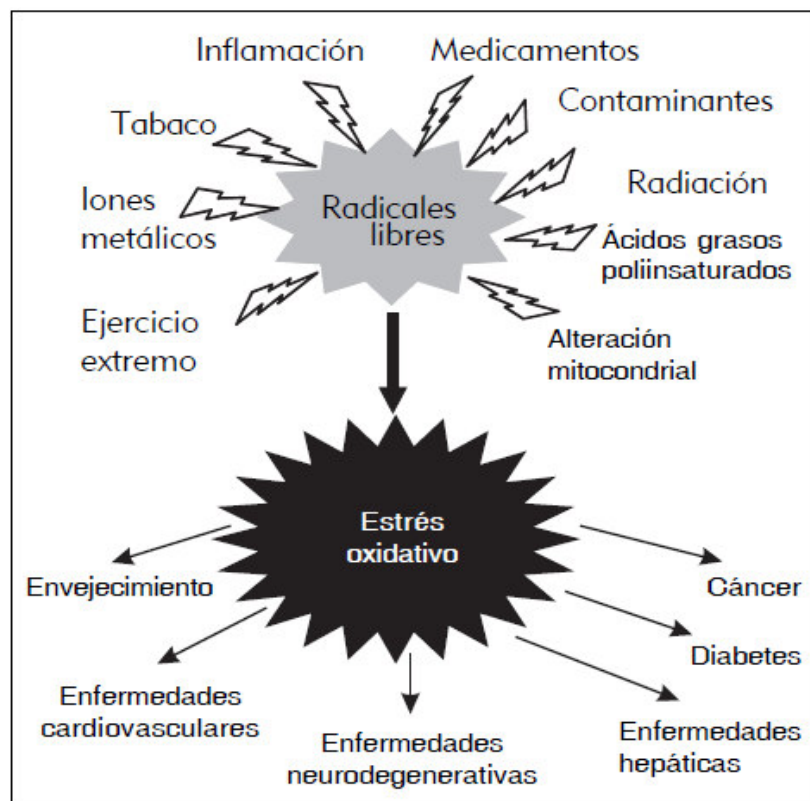 Inflamación
Medicamentos
Tabaco
Contaminantes
Iones
metálicos
Radicales
libres
Radiación
Ácidos grasos
poliinsaturados
Ejercicio
extremo
Alteración
mitocondrial
Estrés
oxidativo
Envejecimiento
Cáncer
Enfermedades
cardiovasculares
Diabetes
Enfermedades
neurodegenerativas
Enfermedades
hepáticas